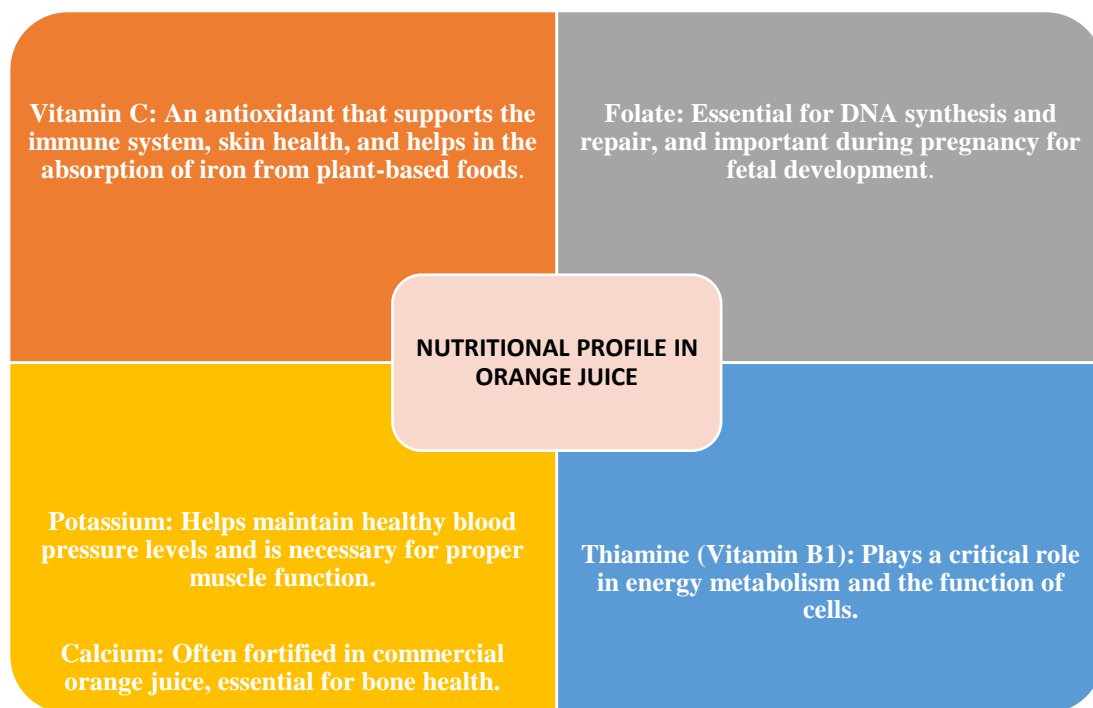 Vitamin C: An antioxidant that supports the
immune system, skin health, and helps in the
absorption of iron from plant-based foods.
Folate: Essential for DNA synthesis and
repair, and important during pregnancy for
fetal development.
NUTRITIONAL PROFILE IN
ORANGE JUICE
Potassium: Helps maintain healthy blood
pressure levels and is necessary for proper
muscle function.
Calcium: Often fortified in commercial
orange juice, essential for bone health.
Thiamine (Vitamin B1): Plays a critical role
in energy metabolism and the function of
cells.